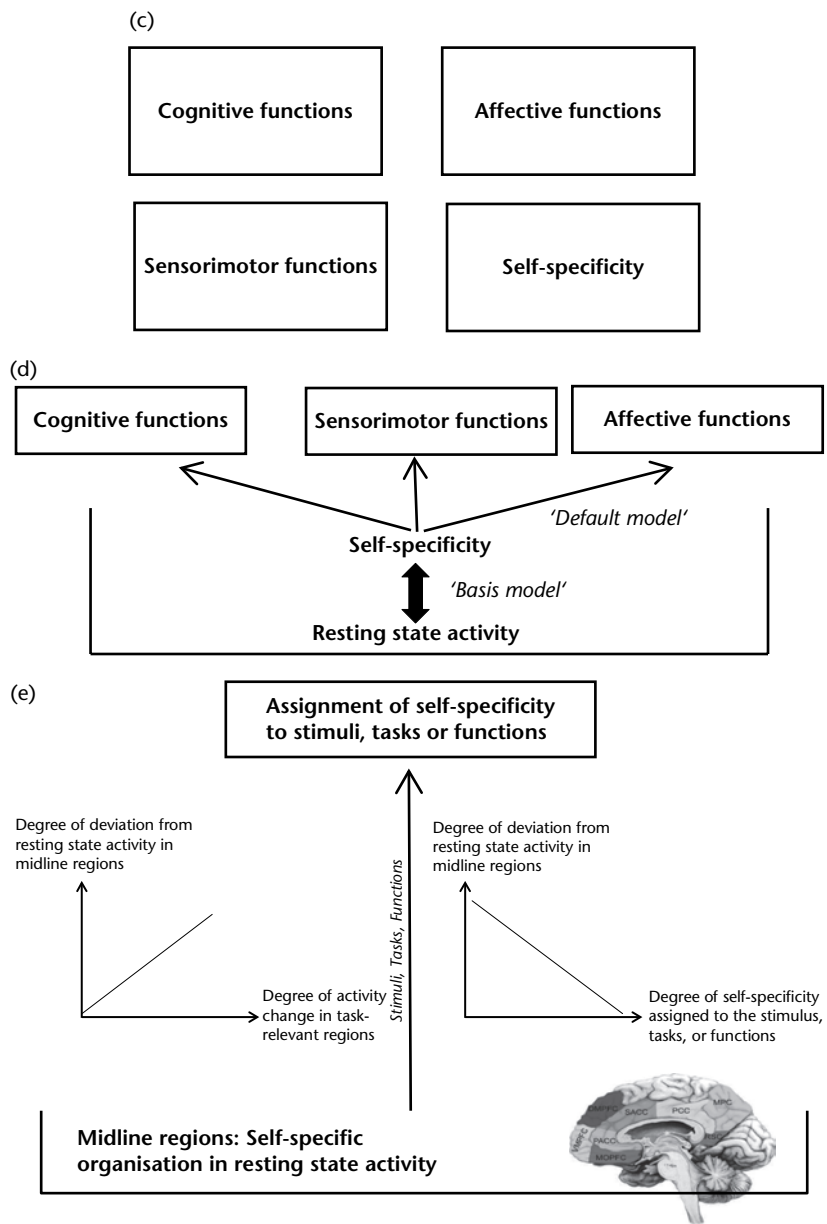 (c)
Cognitive functions
Affective functions
Sensorimotor functions
Self-specificity
(d)
Cognitive functions
Sensorimotor functions
Affective functions
‘Default model‘
Self-specificity
‘Basis model‘
Resting state activity
(e)
Assignment of self-specificity
to stimuli, tasks or functions
Degree of deviation from
resting state activity in
midline regions
Degree of activity
change in task-
relevant regions
Stimuli, Tasks, Functions
Degree of deviation from
resting state activity in
midline regions
Degree of self-specificity
assigned to the stimulus,
tasks, or functions
Midline regions: Self-specific
organisation in resting state activity
DMPFC
SACC
PCC
MPC
PACC
MOPFC